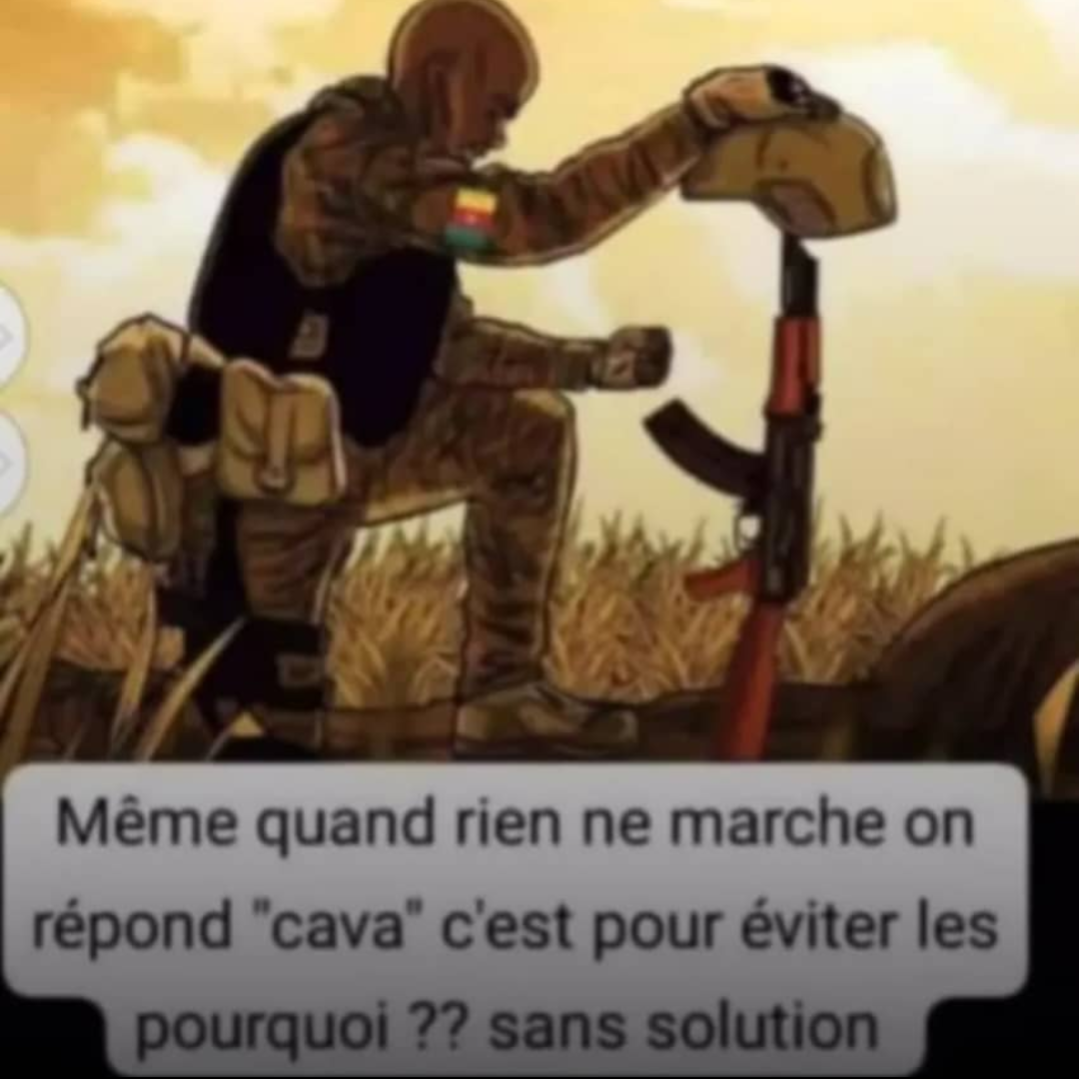 Même quand rien ne marche on
répond "cava" c'est pour éviter les
pourquoi ?? sans solution